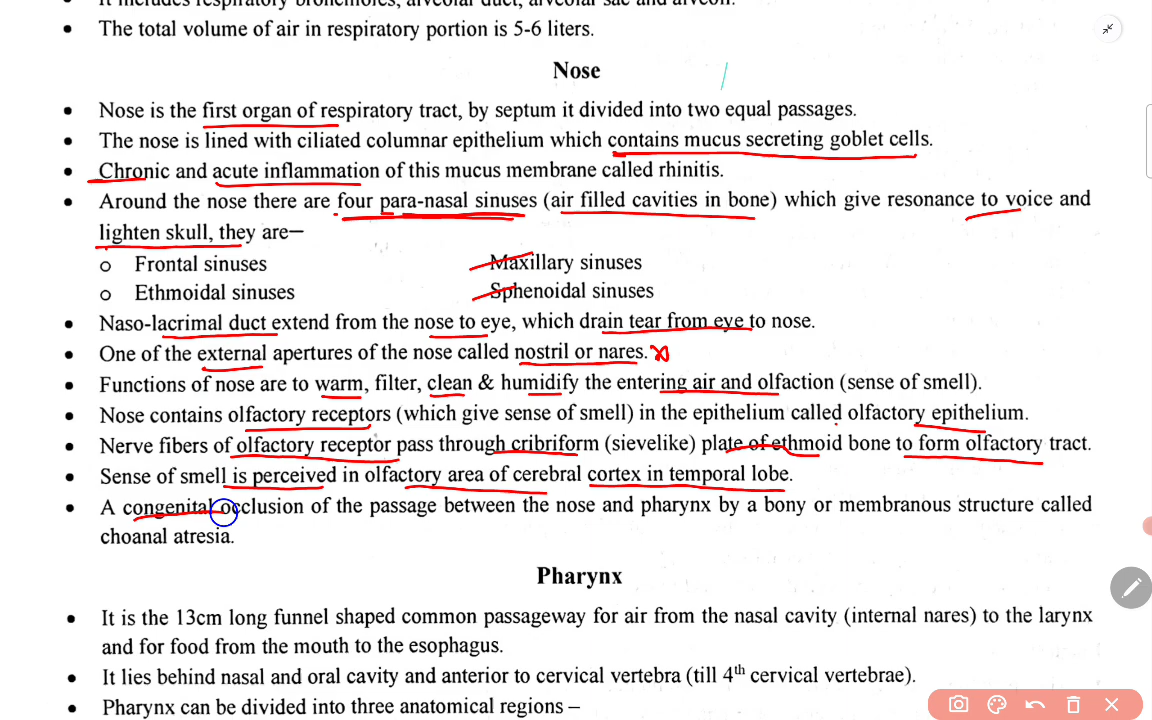 It includes respiratory bronchioles, alveolar duct, alveolar sac and alveoli.
• The total volume of air in respiratory portion is 5-6 liters.
Nose
• Nose is the first organ of respiratory tract, by septum it divided into two equal passages.
• The nose is lined with ciliated columnar epithelium which contains mucus secreting goblet cells.
• Chronic and acute inflammation of this mucus membrane called rhinitis.
• Around the nose there are four para-nasal sinuses (air filled cavities in bone) which give resonance to voice and
lighten skull, they are—
o Frontal sinuses Maxillary sinuses
o Ethmoidal sinuses Sphenoidal sinuses
• Naso-lacrimal duct extend from the nose to eye, which drain tear from eye to nose.
• One of the external apertures of the nose called nostril or nares.
• Functions of nose are to warm, filter, clean & humidify the entering air and olfaction (sense of smell).
• Nose contains olfactory receptors (which give sense of smell) in the epithelium called olfactory epithelium.
• Nerve fibers of olfactory receptor pass through cribriform (sievelike) plate of ethmoid bone to form olfactory tract.
• Sense of smell is perceived in olfactory area of cerebral cortex in temporal lobe.
• A congenital occlusion of the passage between the nose and pharynx by a bony or membranous structure called
choanal atresia.
Pharynx
• It is the 13cm long funnel shaped common passageway for air from the nasal cavity (internal nares) to the larynx
and for food from the mouth to the esophagus.
• It lies behind nasal and oral cavity and anterior to cervical vertebra (till 4th cervical vertebrae).
• Pharynx can be divided into three anatomical regions –